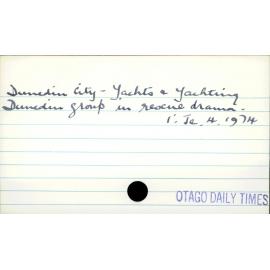 Dunedin City - Yachts & Yachting
Dunedin group in rescue drama.
1. Je. 4. 1974
OTAGO DAILY TIMES